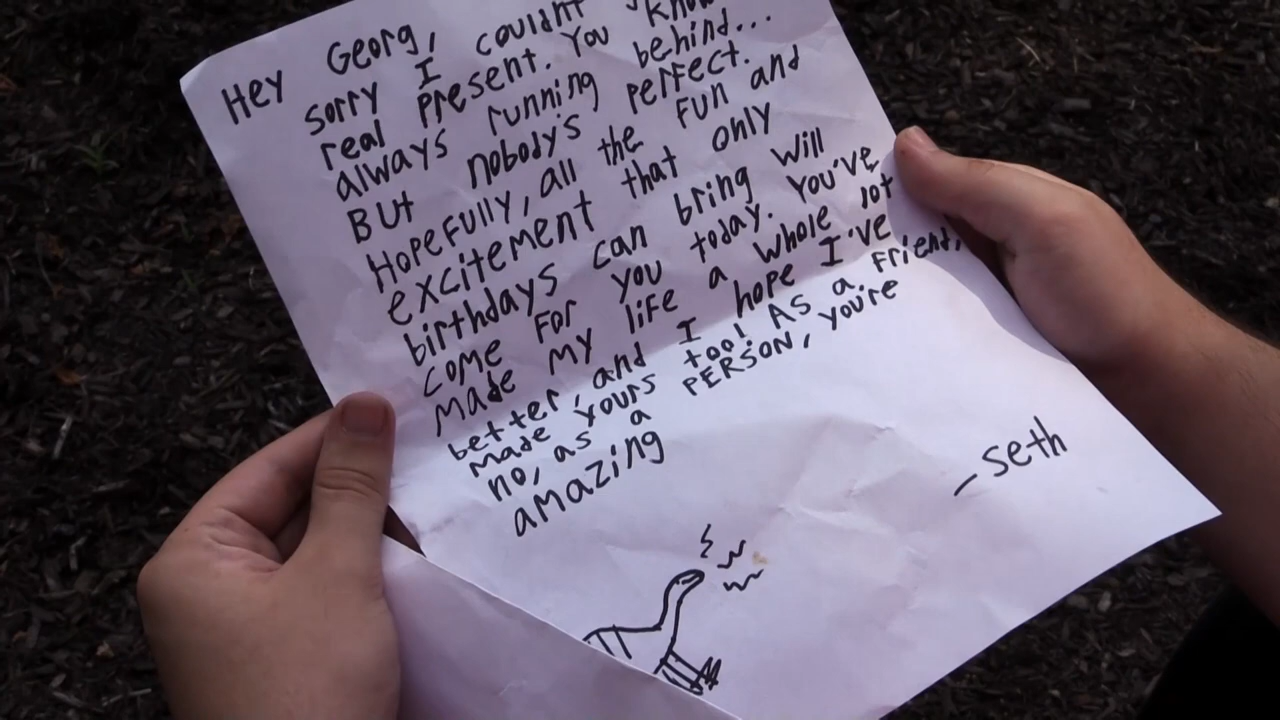 Hey Georg,
sorry I couldnt
real present. You know
always running behind...
BUt nobody's perfect.
Hopefully, all the fun and
excitement that only
birthdays can bring will
come for you today. You've
made my life a whole lot
better, and I hope I've
made yours too! As a friend,
no, as a PERSON, you're
amazing
-seth